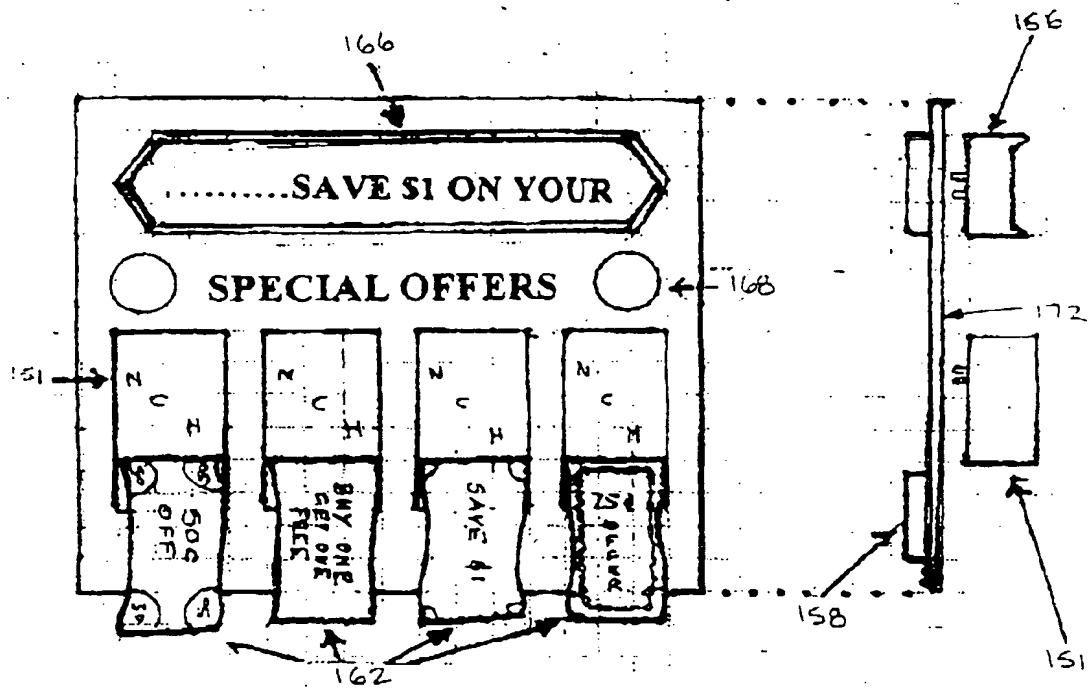 166
155
..........SAVE $1 ON YOUR
SPECIAL OFFERS
168
172
151
N U H
N U H
N U H
N U H
50¢ OFF
BUY ONE GET ONE FREE
SAVE $1
158
151
162